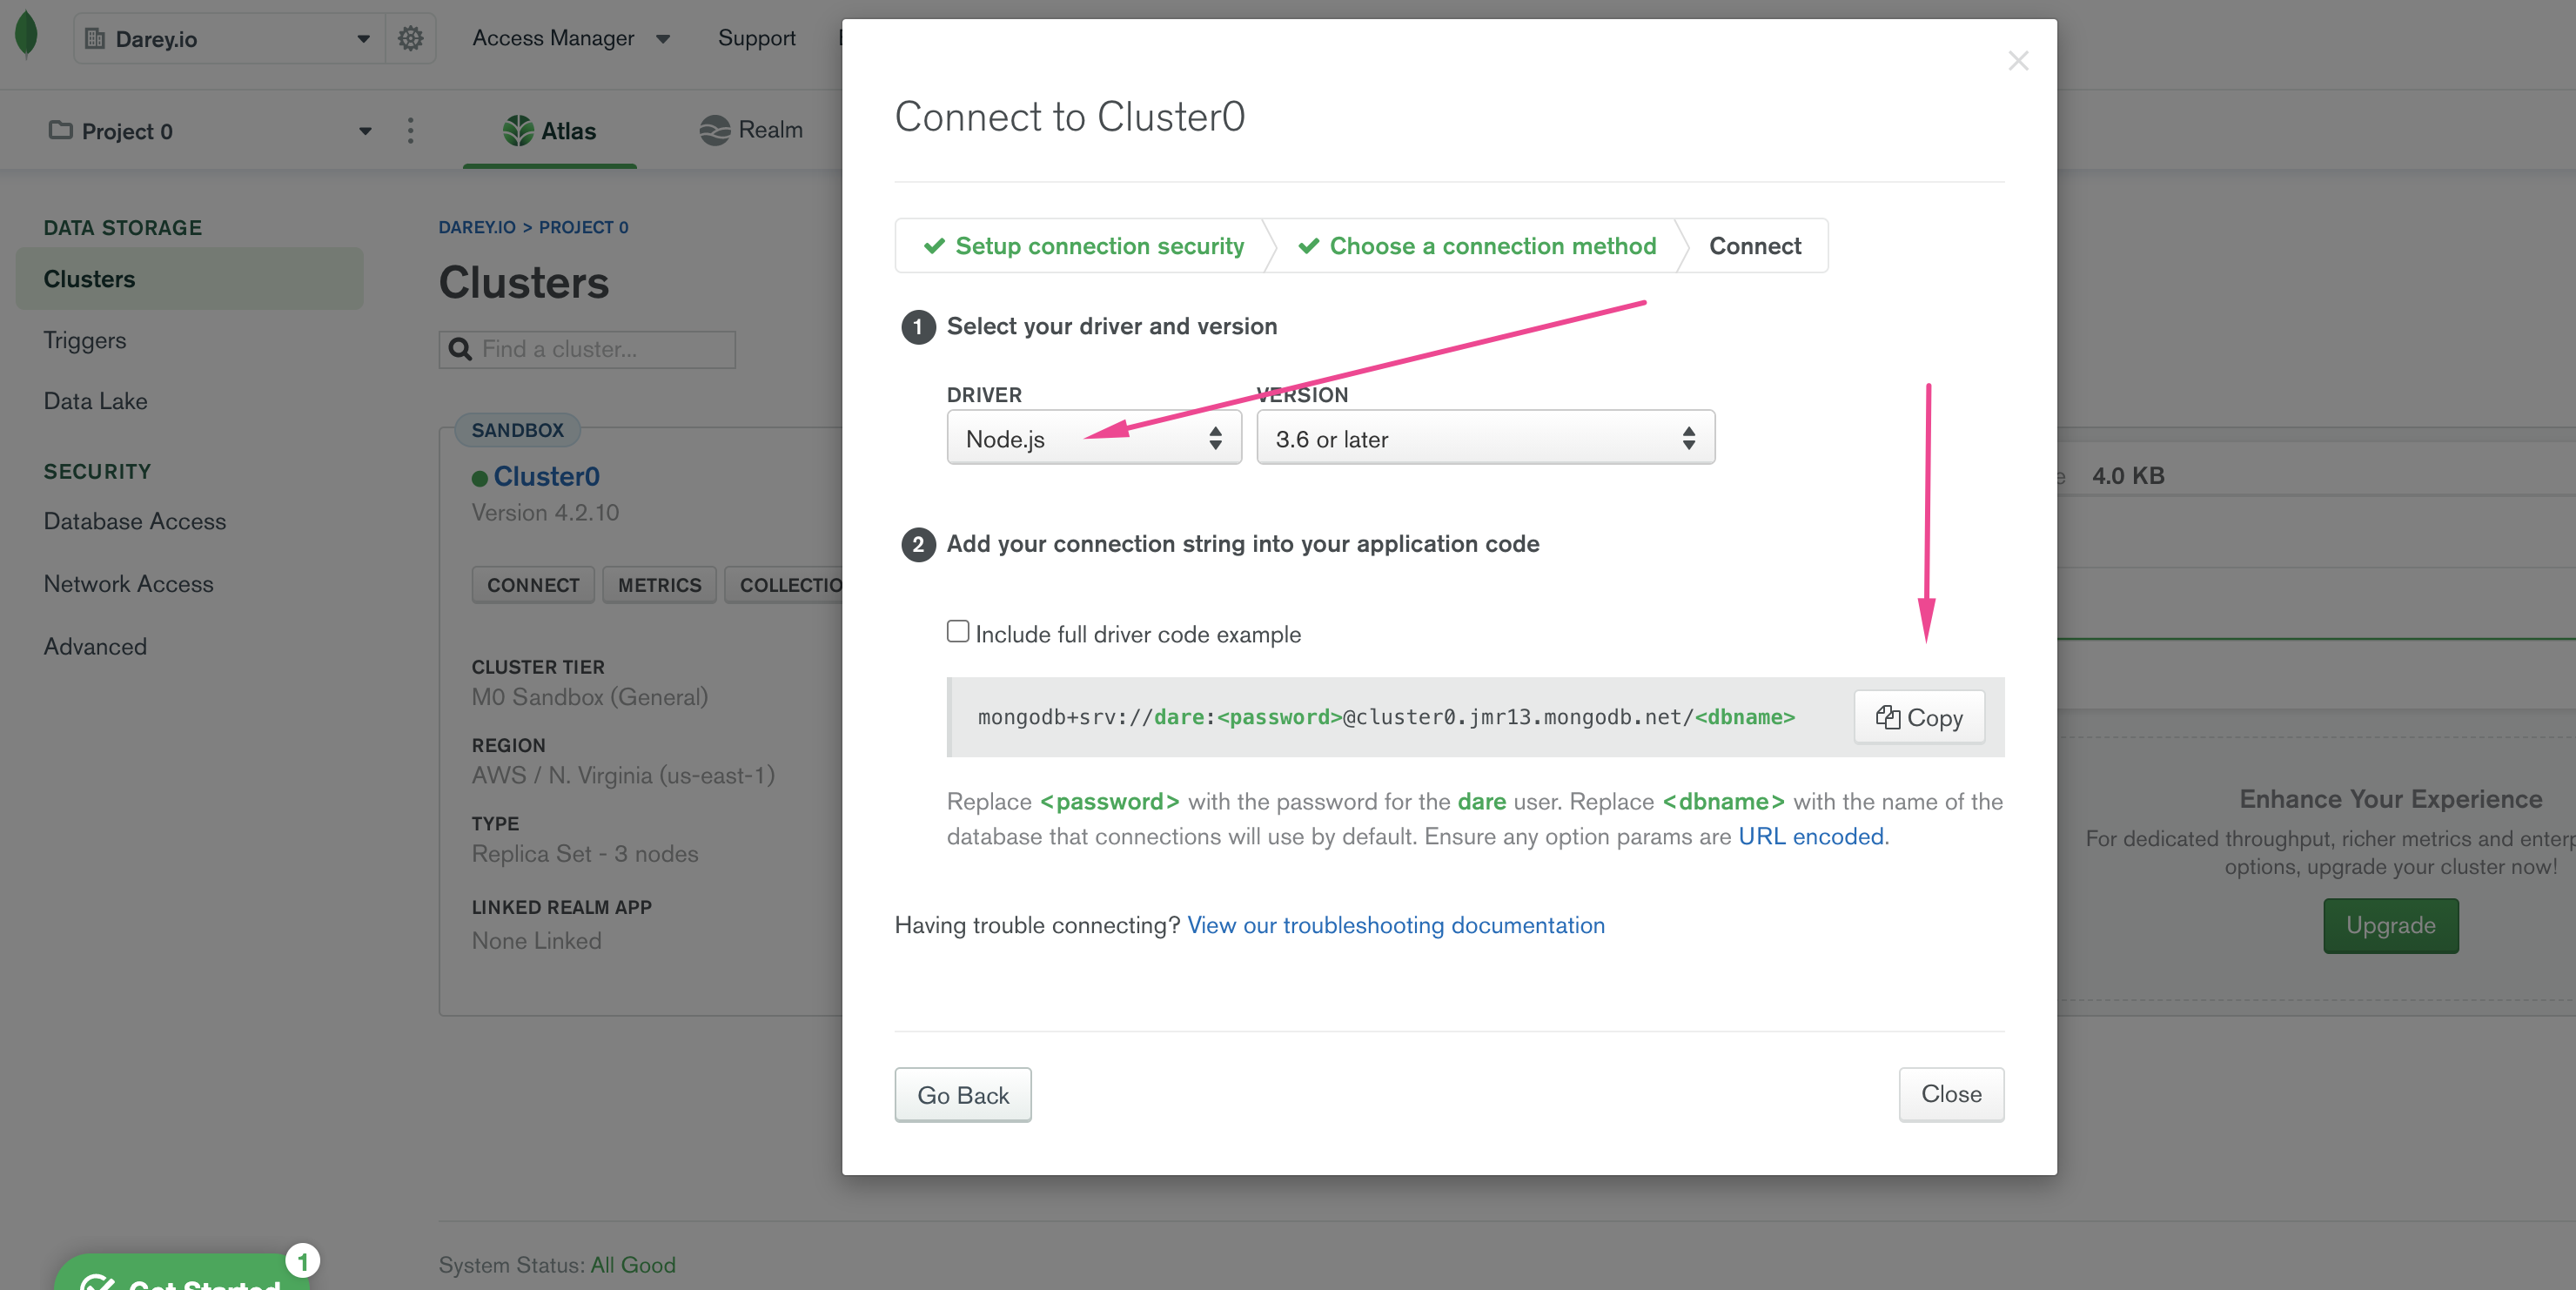 Darey.io
Access Manager
Support
Project 0
Atlas
Realm
DATA STORAGE
Clusters
Triggers
Data Lake
SECURITY
Database Access
Network Access
Advanced
DAREY.IO > PROJECT 0
Clusters
Find a cluster...
SANDBOX
Cluster0
Version 4.2.10
CONNECT
METRICS
COLLECTIO
CLUSTER TIER
M0 Sandbox (General)
REGION
AWS / N. Virginia (us-east-1)
TYPE
Replica Set - 3 nodes
LINKED REALM APP
None Linked
Connect to Cluster0
Setup connection security
Choose a connection method
Connect
1 Select your driver and version
DRIVER
VERSION
Node.js
3.6 or later
2 Add your connection string into your application code
Include full driver code example
mongodb+srv://dare:<password>@cluster0.jmr13.mongodb.net/<dbname>
Copy
Replace <password> with the password for the dare user. Replace <dbname> with the name of the
database that connections will use by default. Ensure any option params are URL encoded.
Having trouble connecting? View our troubleshooting documentation
Go Back
Close
e 4.0 KB
Enhance Your Experience
For dedicated throughput, richer metrics and enterp
options, upgrade your cluster now!
Upgrade
System Status: All Good
Get Started
1